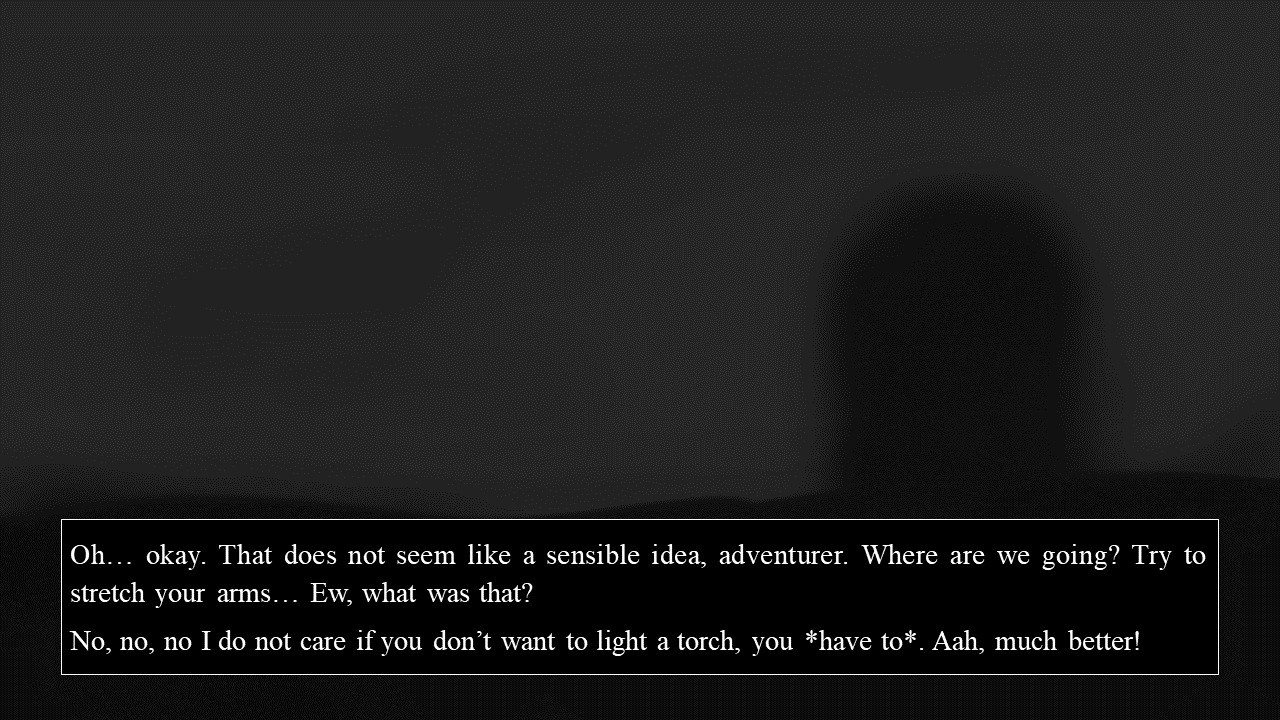 Oh… okay. That does not seem like a sensible idea, adventurer. Where are we going? Try to
stretch your arms… Ew, what was that?
No, no, no I do not care if you don’t want to light a torch, you *have to*. Aah, much better!